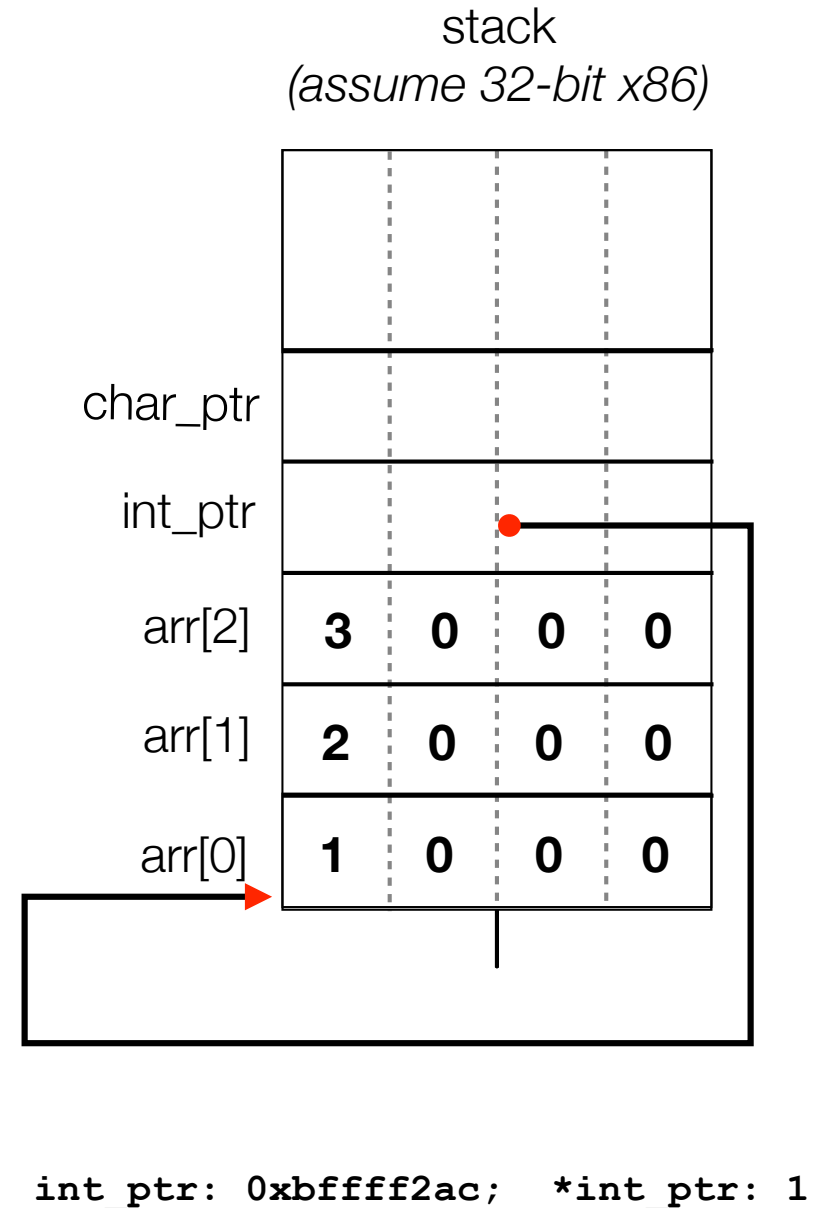 stack
(assume 32-bit x86)
char_ptr
int_ptr
arr[2] 3 0 0 0
arr[1] 2 0 0 0
arr[0] 1 0 0 0
int_ptr: 0xbffff2ac; *int_ptr: 1